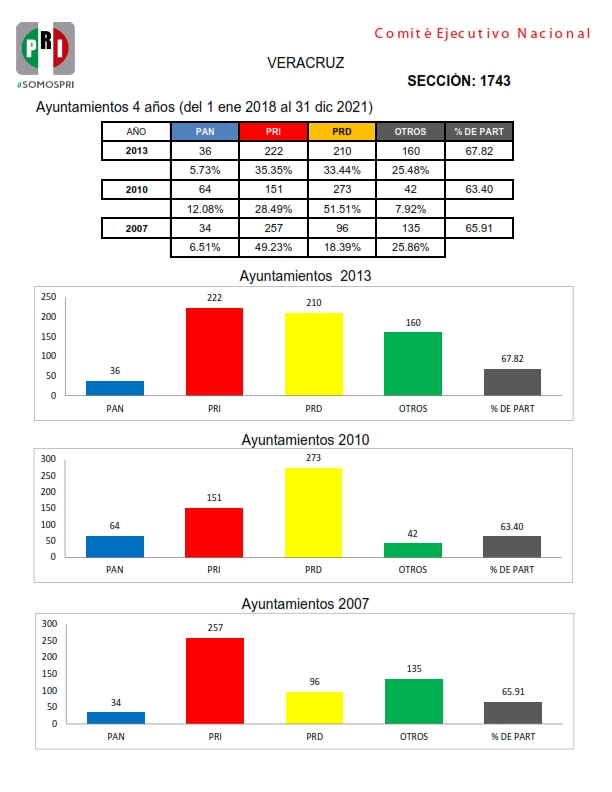 Comité Ejecutivo Nacional
PRI
#SOMOSPRI
VERACRUZ
SECCIÓN: 1743
Ayuntamientos 4 años (del 1 ene 2018 al 31 dic 2021)
AÑO PAN PRI PRD OTROS % DE PART
2013 36 222 210 160 67.82
5.73% 35.35% 33.44% 25.48%
2010 64 151 273 42 63.40
12.08% 28.49% 51.51% 7.92%
2007 34 257 96 135 65.91
6.51% 49.23% 18.39% 25.86%
Ayuntamientos 2013
250
200
150
100
50
0
36 222 210 160 67.82
PAN PRI PRD OTROS % DE PART
Ayuntamientos 2010
300
250
200
150
100
50
0
64 151 273 42 63.40
PAN PRI PRD OTROS % DE PART
Ayuntamientos 2007
300
250
200
150
100
50
0
34 257 96 135 65.91
PAN PRI PRD OTROS % DE PART